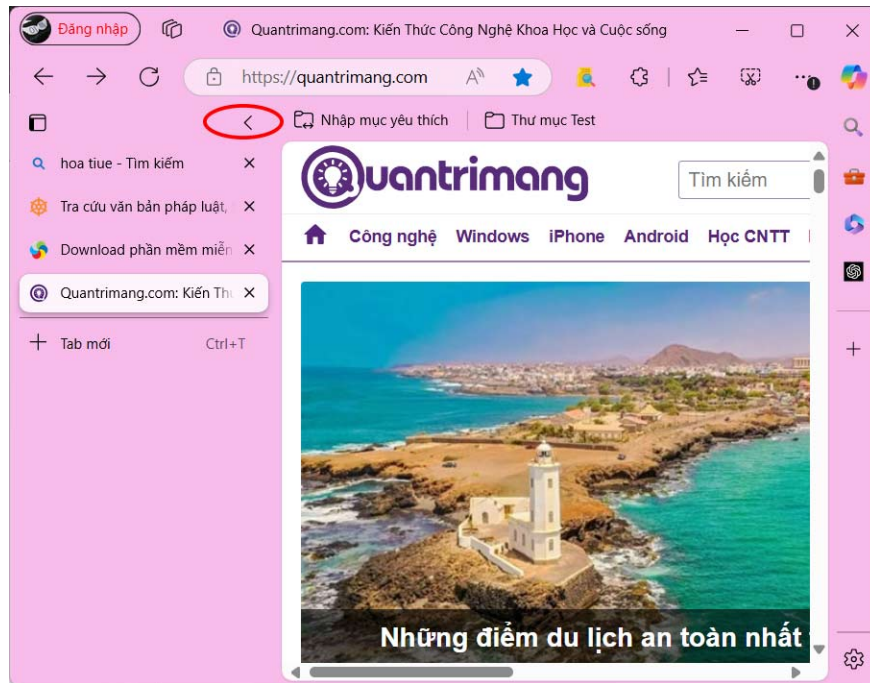 Đăng nhập
Quantrimang.com: Kiến Thức Công Nghệ Khoa Học và Cuộc sống
https://quantrimang.com
Nhập mục yêu thích
Thư mục Test
hoa tiue - Tìm kiếm
Tra cứu văn bản pháp luật,
Download phần mềm miễn
Quantrimang.com: Kiến Th
Tab mới Ctrl+T
Quantrimang
Tìm kiếm
Công nghệ Windows iPhone Android Học CNTT
Những điểm du lịch an toàn nhất